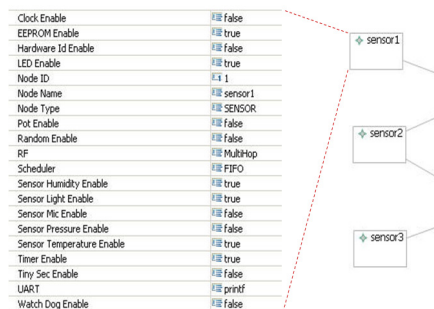 Clock Enable false
EEPROM Enable true
Hardware Id Enable false
LED Enable true
Node ID 1
Node Name sensor1
Node Type SENSOR
Pot Enable false
Random Enable false
RF MultiHop
Scheduler FIFO
Sensor Humidity Enable true
Sensor Light Enable true
Sensor Mic Enable false
Sensor Pressure Enable false
Sensor Temperature Enable true
Timer Enable true
Tiny Sec Enable false
UART printf
Watch Dog Enable false
sensor1
sensor2
sensor3